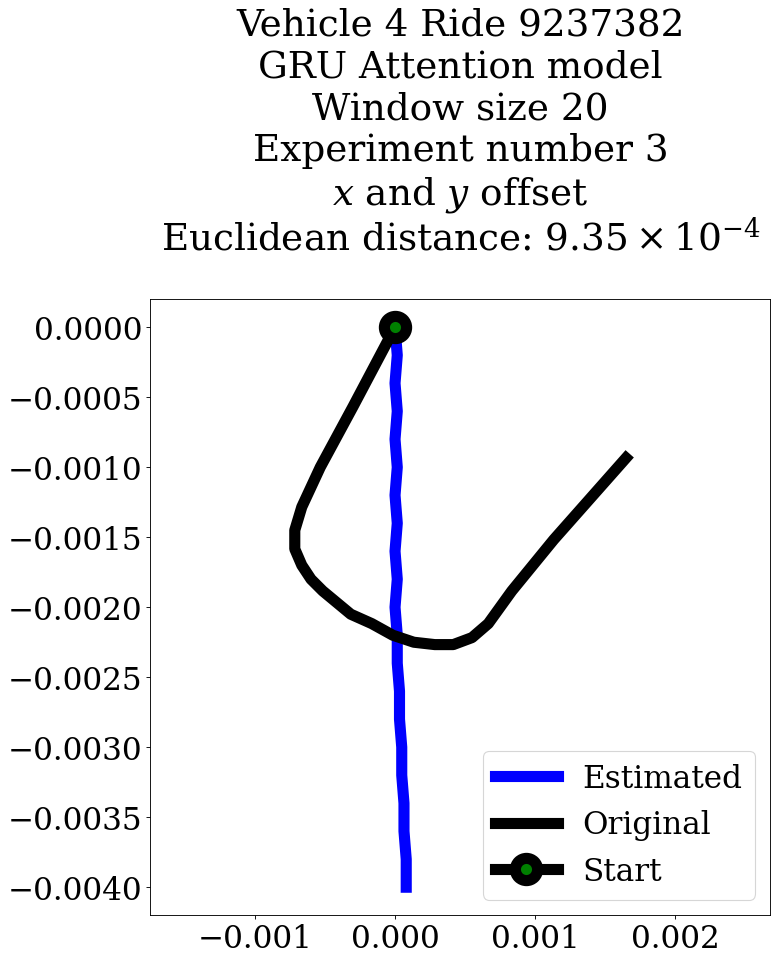 Vehicle 4 Ride 9237382
GRU Attention model
Window size 20
Experiment number 3
x and y offset
Euclidean distance: 9.35 × 10⁻⁴
0.0000
−0.0005
−0.0010
−0.0015
−0.0020
−0.0025
−0.0030
−0.0035
−0.0040
Estimated
Original
Start
−0.001 0.000 0.001 0.002